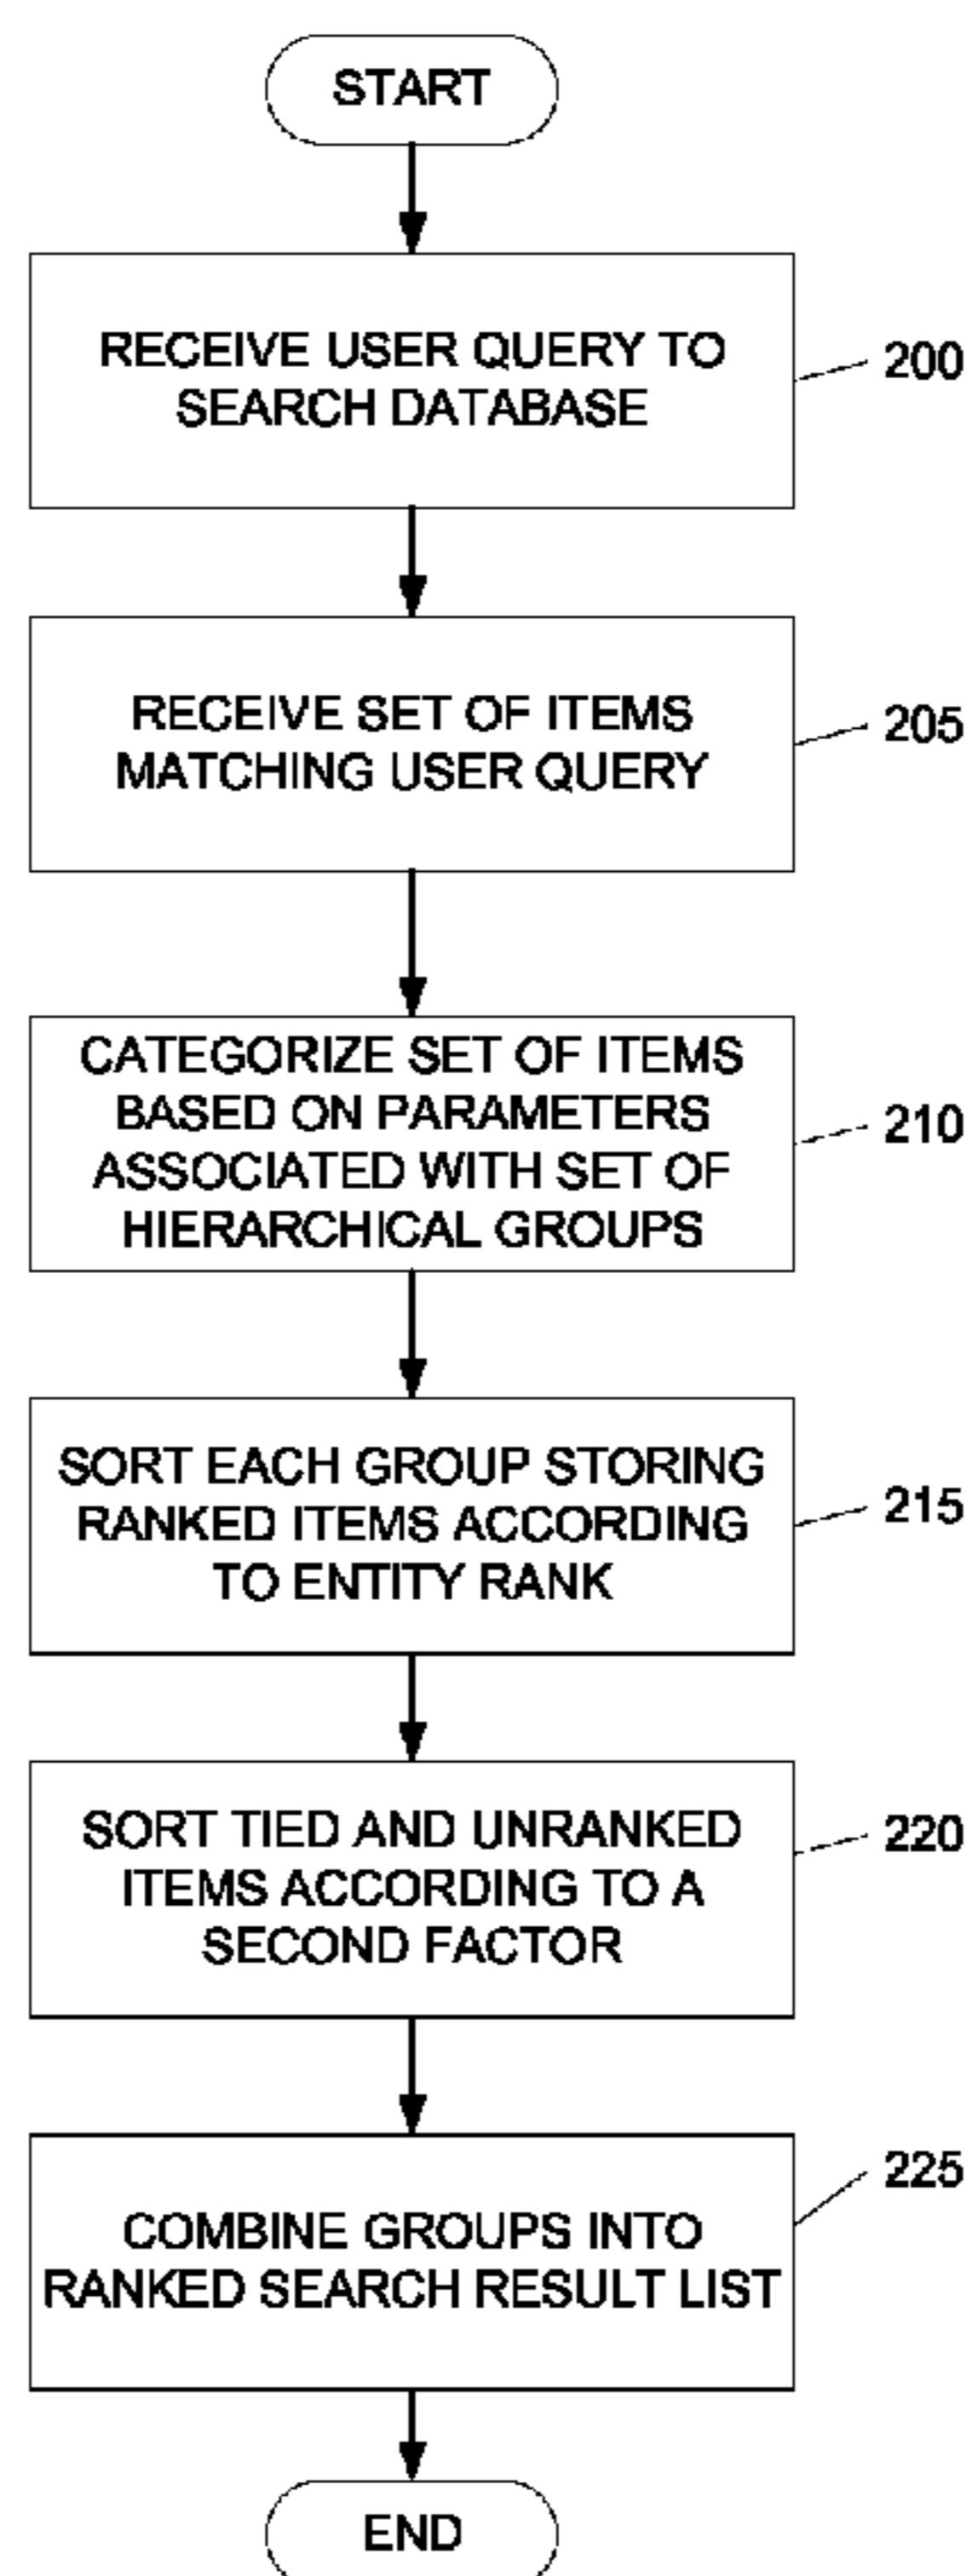 START
RECEIVE USER QUERY TO
SEARCH DATABASE
200
RECEIVE SET OF ITEMS
MATCHING USER QUERY
205
CATEGORIZE SET OF ITEMS
BASED ON PARAMETERS
ASSOCIATED WITH SET OF
HIERARCHICAL GROUPS
210
SORT EACH GROUP STORING
RANKED ITEMS ACCORDING
TO ENTITY RANK
215
SORT TIED AND UNRANKED
ITEMS ACCORDING TO A
SECOND FACTOR
220
COMBINE GROUPS INTO
RANKED SEARCH RESULT LIST
225
END